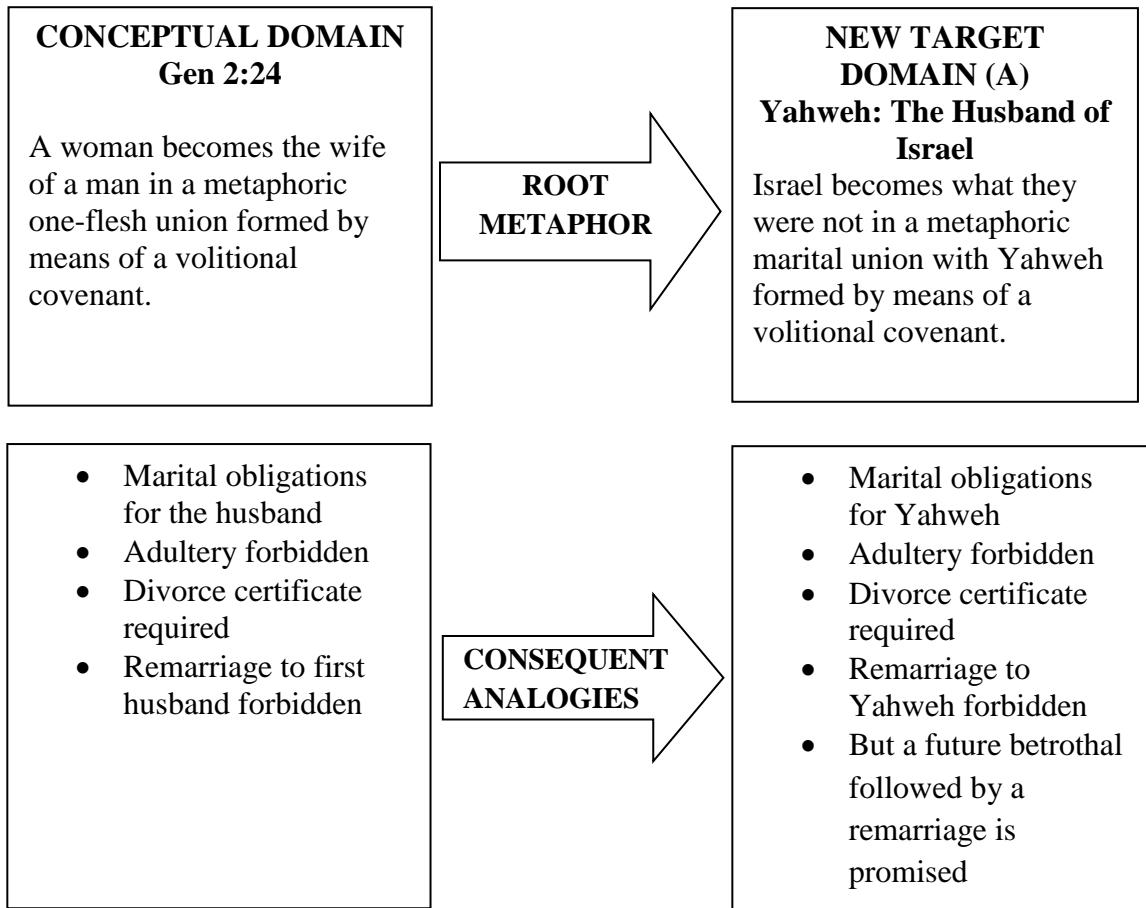 CONCEPTUAL DOMAIN
Gen 2:24
A woman becomes the wife
of a man in a metaphoric
one-flesh union formed by
means of a volitional
covenant.
ROOT
METAPHOR
NEW TARGET
DOMAIN (A)
Yahweh: The Husband of
Israel
Israel becomes what they
were not in a metaphoric
marital union with Yahweh
formed by means of a
volitional covenant.
• Marital obligations
for the husband
• Adultery forbidden
• Divorce certificate
required
• Remarriage to first
husband forbidden
CONSEQUENT
ANALOGIES
• Marital obligations
for Yahweh
• Adultery forbidden
• Divorce certificate
required
• Remarriage to
Yahweh forbidden
• But a future betrothal
followed by a
remarriage is
promised